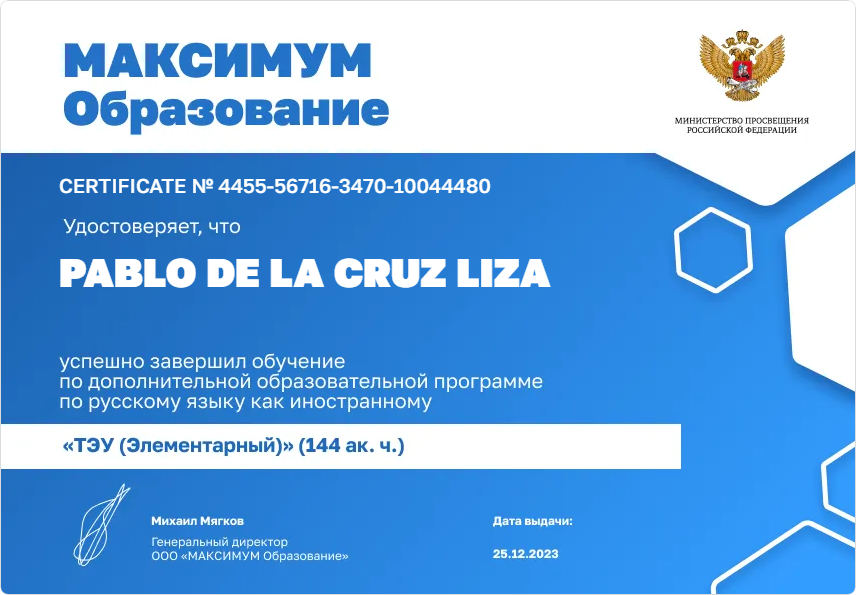 МАКСИМУМ
Образование
МИНИСТЕРСТВО ПРОСВЕЩЕНИЯ
РОССИЙСКОЙ ФЕДЕРАЦИИ
CERTIFICATE № 4455-56716-3470-10044480
Удостоверяет, что
PABLO DE LA CRUZ LIZA
успешно завершил обучение
по дополнительной образовательной программе
по русскому языку как иностранному
«ТЭУ (Элементарный)» (144 ак. ч.)
Михаил Мягков
Генеральный директор
ООО «МАКСИМУМ Образование»
Дата выдачи:
25.12.2023